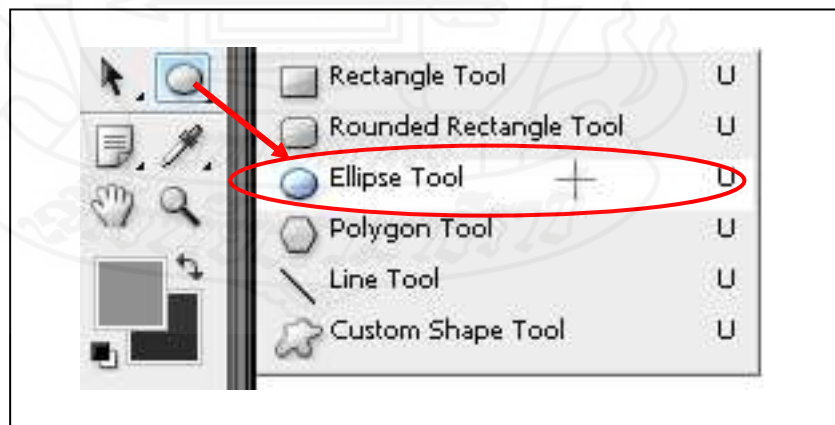 Rectangle Tool U
Rounded Rectangle Tool U
Ellipse Tool U
Polygon Tool U
Line Tool U
Custom Shape Tool U